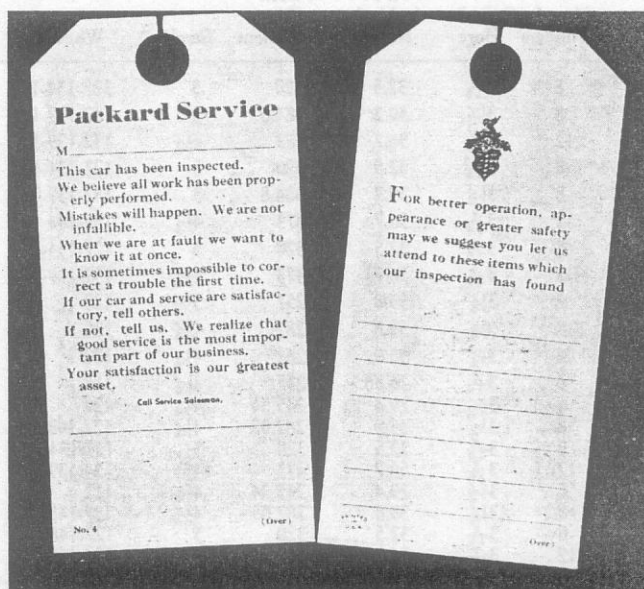 Packard Service
M
This car has been inspected.
We believe all work has been prop-
erly performed.
Mistakes will happen. We are not
infallible.
When we are at fault we want to
know it at once.
It is sometimes impossible to cor-
rect a trouble the first time.
If our car and service are satisfac-
tory, tell others.
If not, tell us. We realize that
good service is the most impor-
tant part of our business.
Your satisfaction is our greatest
asset.
Call Service Salesman,
No. 4
(Over)
FOR better operation, ap-
pearance or greater safety
may we suggest you let us
attend to these items which
our inspection has found
PRINTED
IN
U.S.A.
Over)